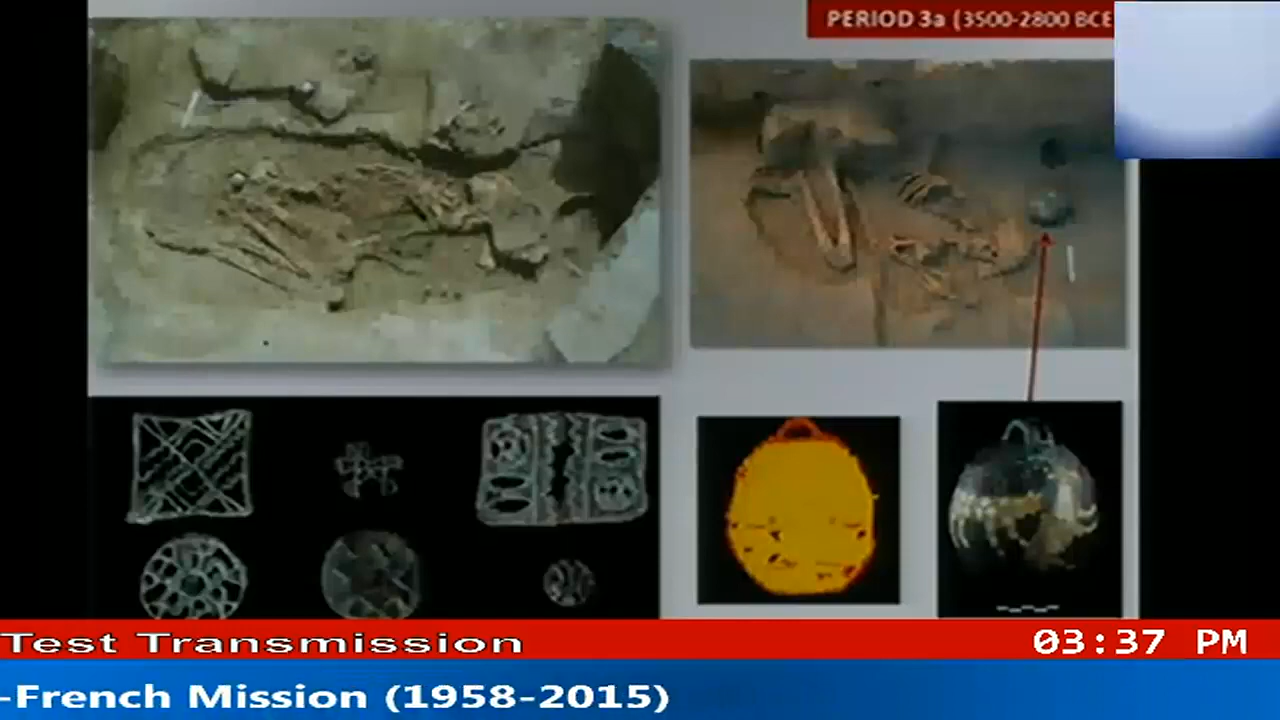 PERIOD 3a (3500-2800 BCE
Test Transmission
03:37 PM
-French Mission (1958-2015)